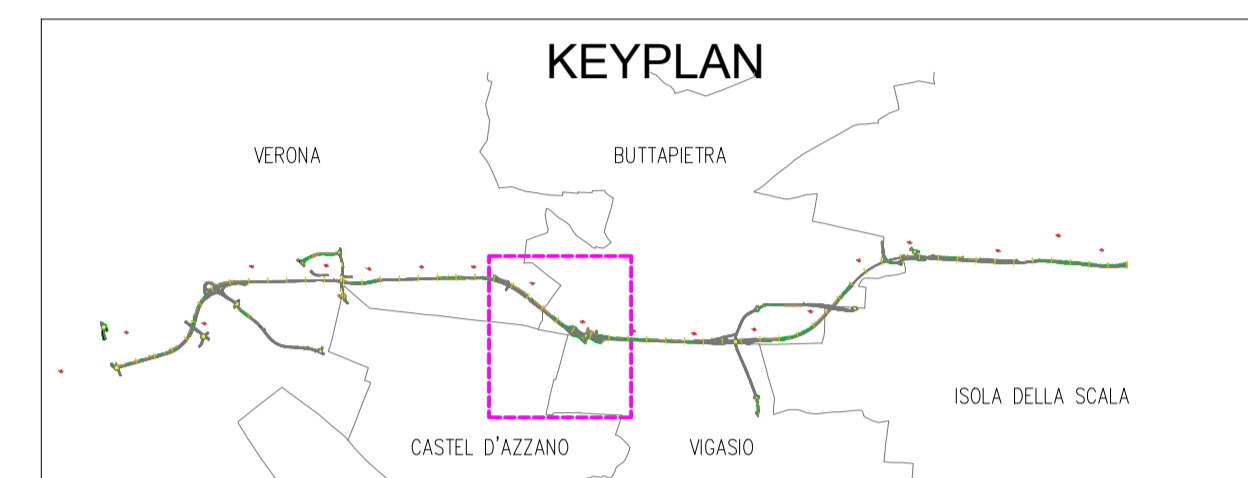 KEYPLAN
VERONA
BUTTAPIETRA
ISOLA DELLA SCALA
CASTEL D'AZZANO
VIGASIO